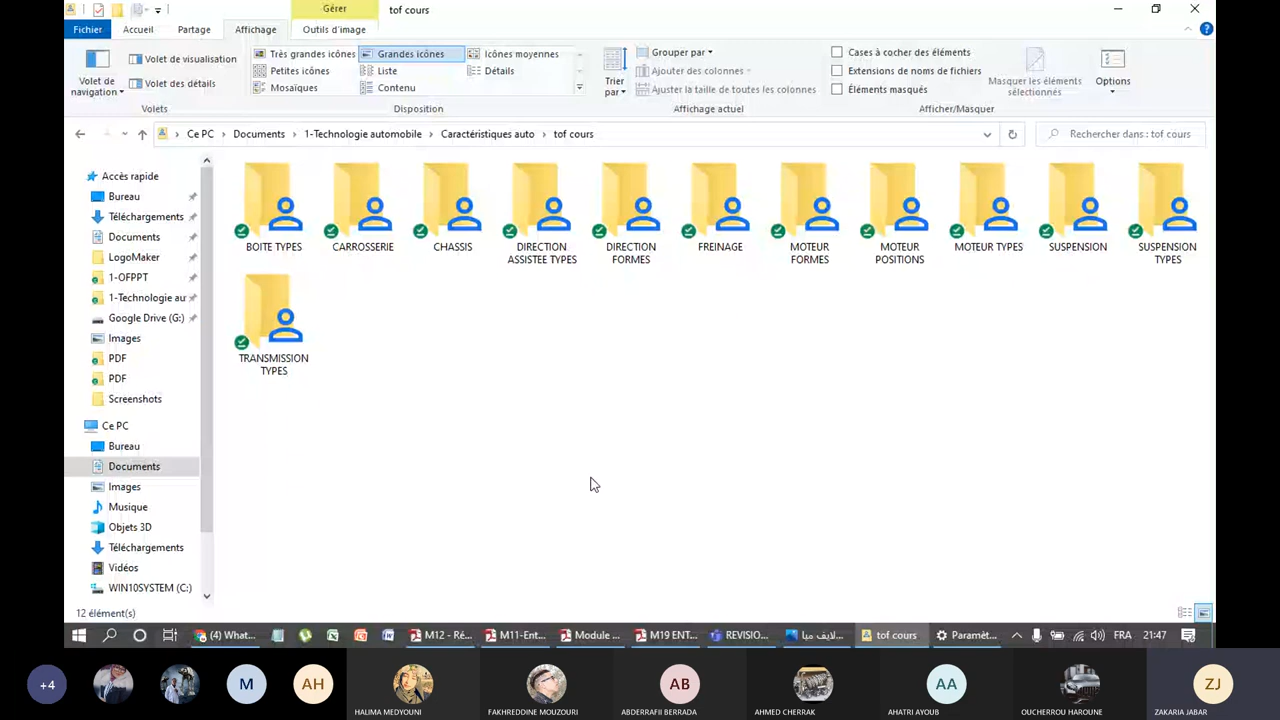 Gérer
tof cours
Fichier
Accueil
Partage
Affichage
Outils d'image
Volet de navigation
Volet de visualisation
Volet des détails
Volets
Très grandes icônes
Grandes icônes
Icônes moyennes
Petites icônes
Liste
Détails
Mosaïques
Contenu
Disposition
Trier par
Grouper par
Ajouter des colonnes
Ajuster la taille de toutes les colonnes
Affichage actuel
Cases à cocher des éléments
Extensions de noms de fichiers
Éléments masqués
Masquer les éléments sélectionnés
Options
Afficher/Masquer
Ce PC > Documents > 1-Technologie automobile > Caractéristiques auto > tof cours
Rechercher dans : tof cours
Accès rapide
Bureau
Téléchargements
Documents
LogoMaker
1-OFPPT
1-Technologie au
Google Drive (G:)
Images
PDF
PDF
Screenshots
Ce PC
Bureau
Documents
Images
Musique
Objets 3D
Téléchargements
Vidéos
WIN10SYSTEM (C:)
BOITE TYPES
CARROSSERIE
CHASSIS
DIRECTION ASSISTEE TYPES
DIRECTION FORMES
FREINAGE
MOTEUR FORMES
MOTEUR POSITIONS
MOTEUR TYPES
SUSPENSION
SUSPENSION TYPES
TRANSMISSION TYPES
12 élément(s)
(4) What...
M12 - Ré...
M11-Ent...
Module ...
M19 ENT...
REVISIO...
لايف ميا...
tof cours
Paramèt...
FRA
21:47
+4
M
AH
HALIMA MEDYOUNI
FAKHREDDINE MOUZOURI
AB
ABDERRAFII BERRADA
AHMED CHERRAK
AA
AHATRI AYOUB
OUCHERROU HAROUNE
ZJ
ZAKARIA JABAR